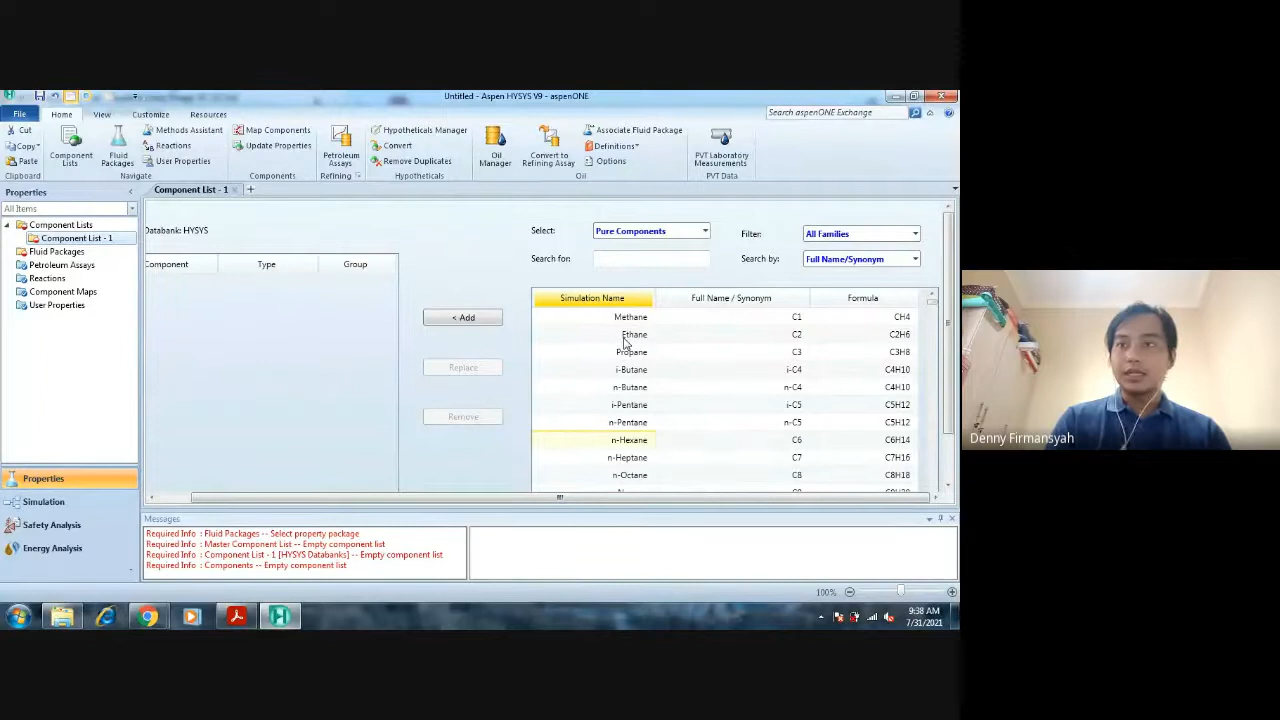 Untitled - Aspen HYSYS V9 - aspenONE
File
Home
View
Customize
Resources
Search aspenONE Exchange
Cut
Copy
Paste
Clipboard
Component Lists
Fluid Packages
Methods Assistant
Reactions
User Properties
Navigate
Map Components
Update Properties
Components
Petroleum Assays
Refining
Hypotheticals Manager
Convert
Remove Duplicates
Hypotheticals
Oil Manager
Convert to Refining Assay
Associate Fluid Package
Definitions
Options
Oil
PVT Laboratory Measurements
PVT Data
Properties
All Items
Component Lists
Component List - 1
Fluid Packages
Petroleum Assays
Reactions
Component Maps
User Properties
Properties
Simulation
Safety Analysis
Energy Analysis
Component List - 1
Databank: HYSYS
Component Type Group
< Add
Replace
Remove
Select: Pure Components
Filter: All Families
Search for:
Search by: Full Name/Synonym
Simulation Name Full Name / Synonym Formula
Methane C1 CH4
Ethane C2 C2H6
Propane C3 C3H8
i-Butane i-C4 C4H10
n-Butane n-C4 C4H10
i-Pentane i-C5 C5H12
n-Pentane n-C5 C5H12
n-Hexane C6 C6H14
n-Heptane C7 C7H16
n-Octane C8 C8H18
Messages
Required Info : Fluid Packages -- Select property package
Required Info : Master Component List -- Empty component list
Required Info : Component List - 1 [HYSYS Databanks] -- Empty component list
Required Info : Components -- Empty component list
100%
9:38 AM
7/31/2021
Denny Firmansyah